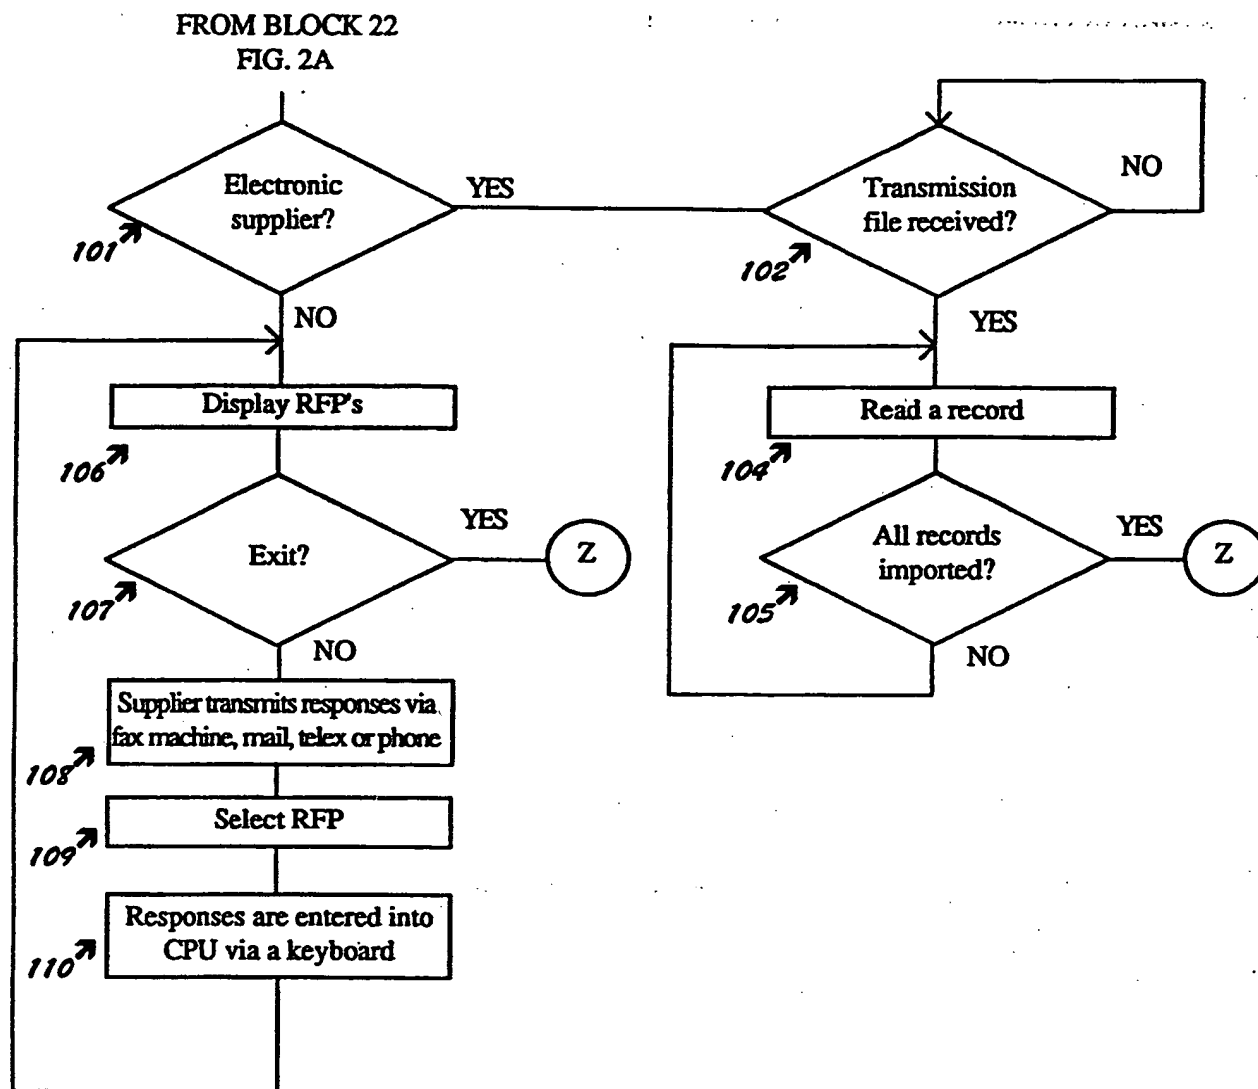 FROM BLOCK 22
FIG. 2A
Electronic
supplier?
YES
101
NO
Transmission
file received?
NO
102
YES
Display RFP's
106
Read a record
104
Exit?
YES
Z
107
NO
All records
imported?
YES
Z
105
NO
Supplier transmits responses via
fax machine, mail, telex or phone
108
Select RFP
109
Responses are entered into
CPU via a keyboard
110